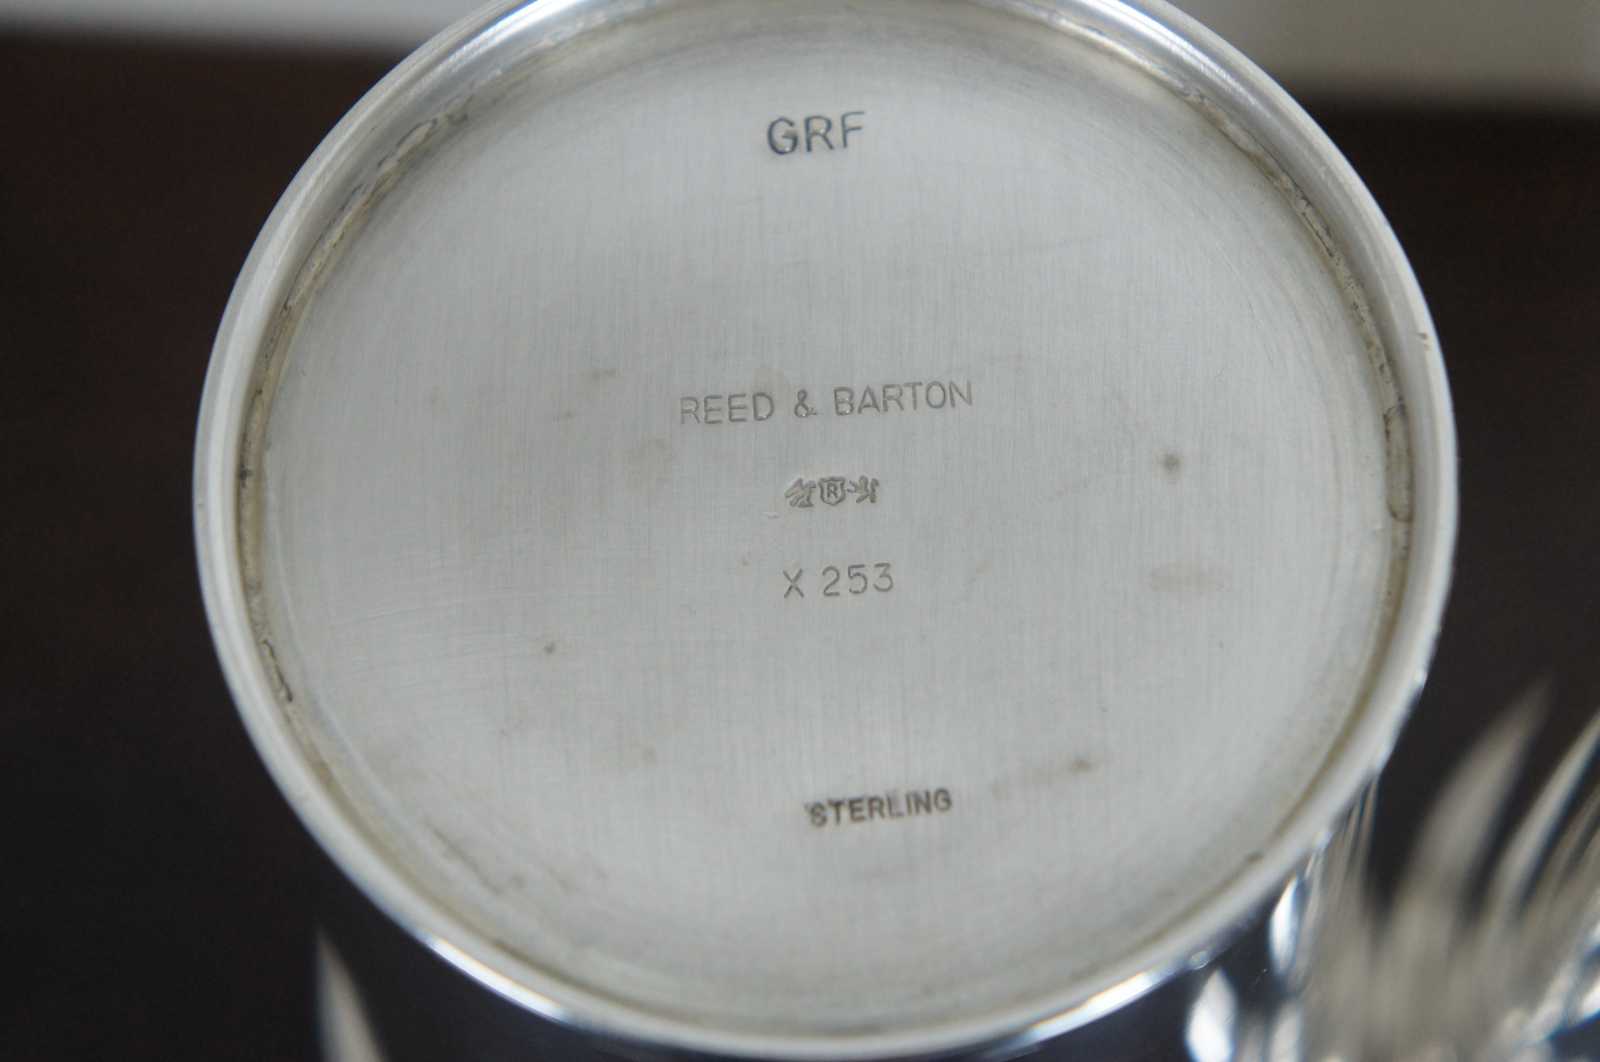 GRF
REED & BARTON
R
X 253
STERLING